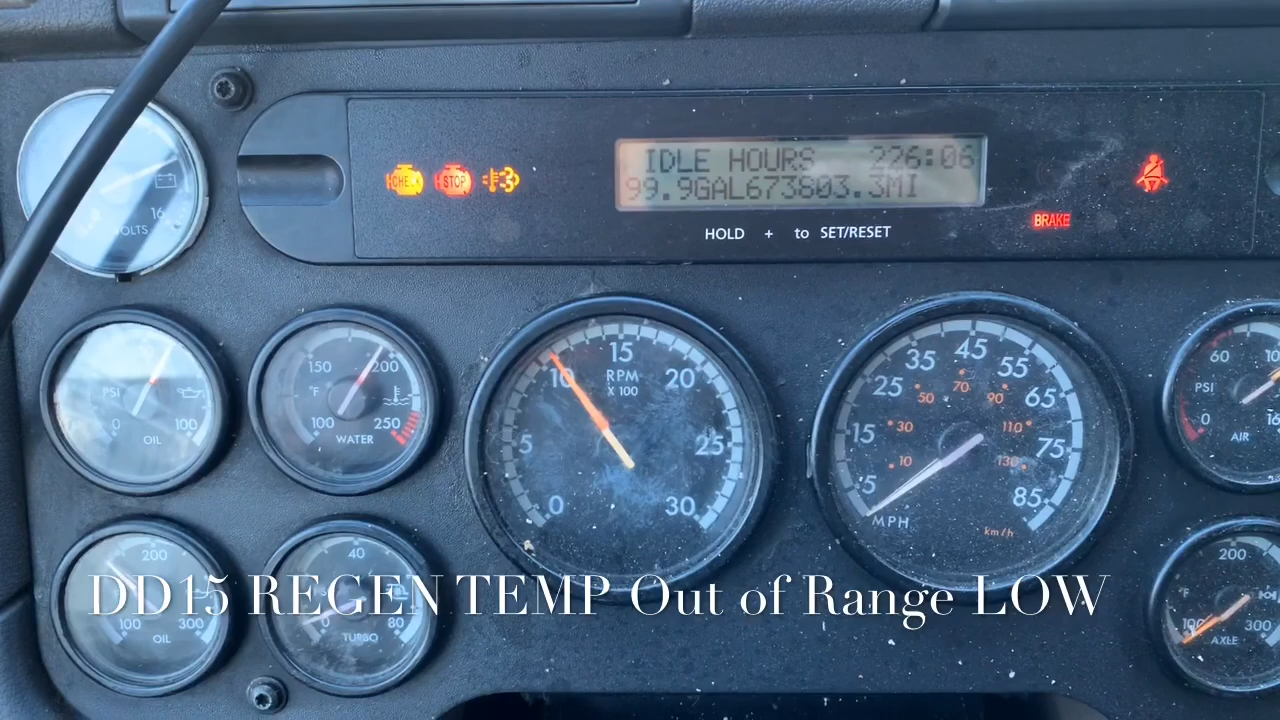 IDLE HOURS 226:06
99.9GAL673803.3MI
CHECK STOP
HOLD + to SET/RESET
BRAKE
16
VOLTS
PSI
0 100
OIL
150 200
°F
100 250
WATER
0 5 10 15 20 25 30
RPM
X 100
5 15 25 35 45 55 65 75 85
10 30 50 70 90 110 130
MPH
km/h
60
PSI
0
AIR
200
100 300
OIL
40
0 80
TURBO
200
°F
100 300
AXLE
DD15 REGEN TEMP Out of Range LOW